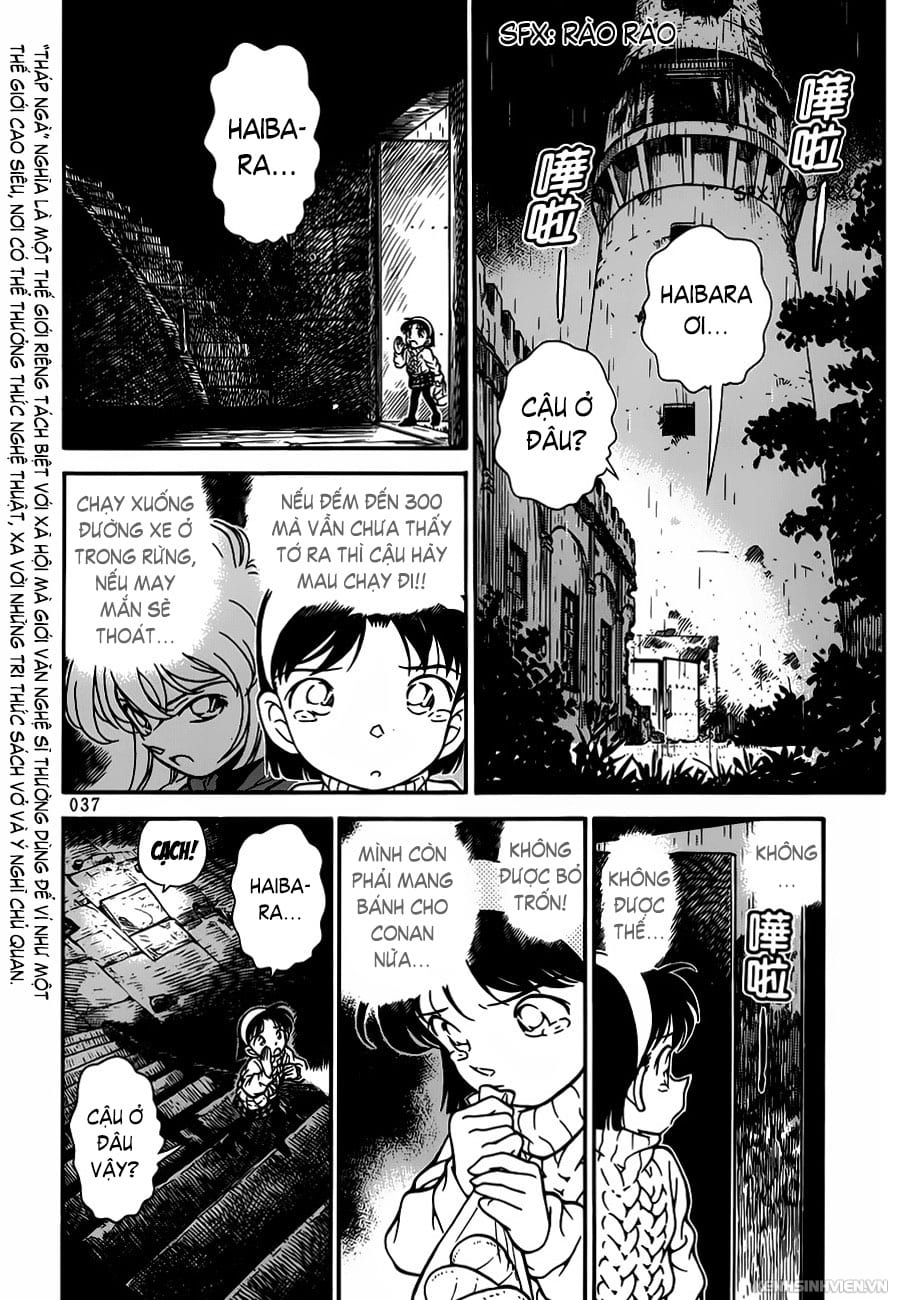 SFX: RÀO RÀO
嘩啦
嘩啦
HAIBARA
ƠI...
CẬU Ở
ĐÂU?
HAIBA-
RA...
NẾU ĐẾM ĐẾN 300
MÀ VẪN CHƯA THẤY
TỚ RA THÌ CẬU HÃY
MAU CHẠY ĐI!!
CHẠY XUỐNG
ĐƯỜNG XE Ở
TRONG RỪNG,
NẾU MAY
MẮN SẼ
THOÁT...
037
KHÔNG
...
嘩啦
KHÔNG
ĐƯỢC
THẾ...
KHÔNG
ĐƯỢC BỎ
TRỐN!
MÌNH CÒN
PHẢI MANG
BÁNH CHO
CONAN
NỮA...
CẠCH!
HAIBA-
RA...
CẬU Ở
ĐÂU
VẬY?
"THÁP NGÀ" NGHĨA LÀ MỘT THẾ GIỚI RIÊNG TÁCH BIỆT VỚI XÃ HỘI MÀ GIỚI VĂN NGHỆ SĨ THƯỜNG DÙNG ĐỂ VÍ NHƯ MỘT
THẾ GIỚI CAO SIÊU, NƠI CÓ THỂ THƯỞNG THỨC NGHỆ THUẬT, XA VỜI NHỮNG TRI THỨC SÁCH VỞ VÀ Ý NGHĨ CHỦ QUAN.
KENHSINHVIEN.VN